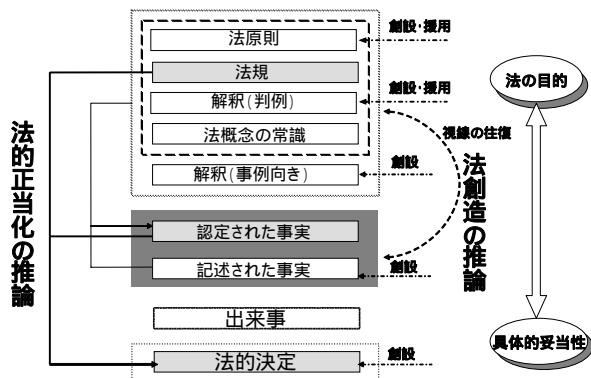 法的正当化の推論
法原則
法規
解釈(判例)
法概念の常識
解釈(事例向き)
認定された事実
記述された事実
出来事
法的決定
創設・援用
創設・援用
視線の往復
創設
創設
創設
法創造の推論
法の目的
具体的妥当性